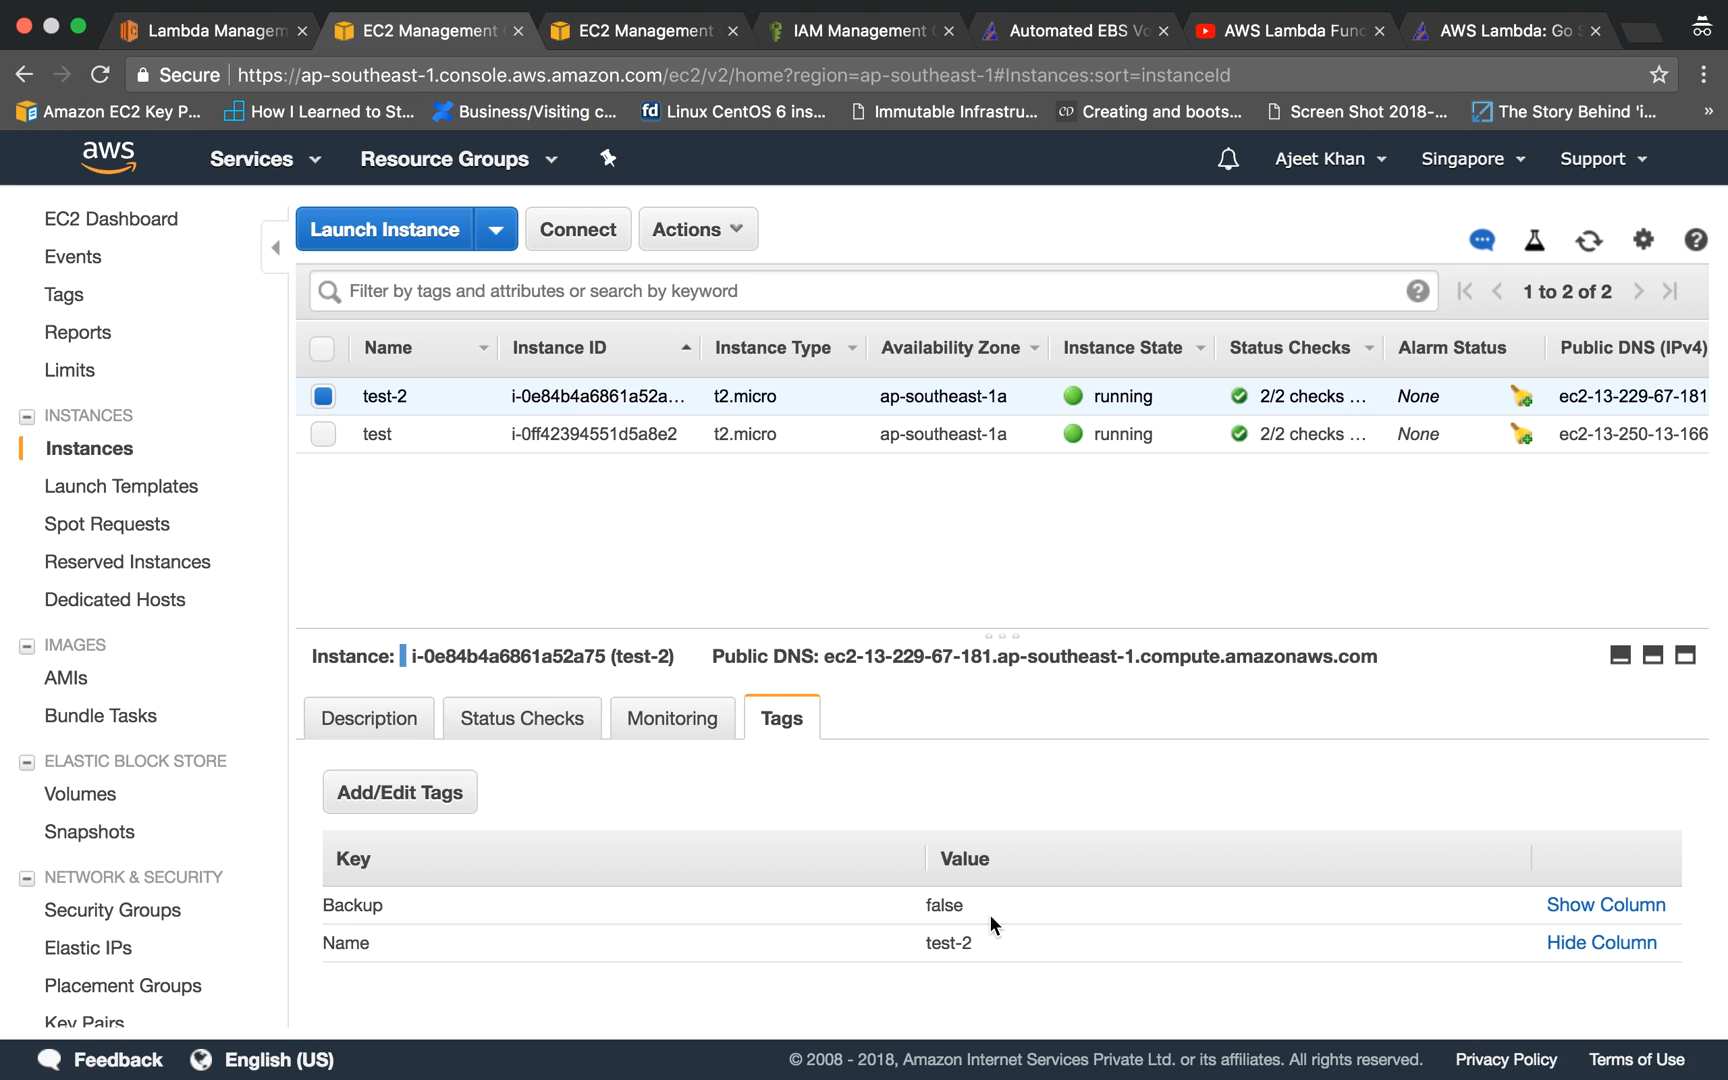 Lambda Managem
EC2 Management
EC2 Management
IAM Management
Automated EBS Vo
AWS Lambda Func
AWS Lambda: Go S
Secure https://ap-southeast-1.console.aws.amazon.com/ec2/v2/home?region=ap-southeast-1#Instances:sort=instanceId
Amazon EC2 Key P... How I Learned to St... Business/Visiting c... fd Linux CentOS 6 ins... Immutable Infrastru... Creating and boots... Screen Shot 2018-... The Story Behind 'i... »
aws Services Resource Groups Ajeet Khan Singapore Support
EC2 Dashboard
Events
Tags
Reports
Limits
INSTANCES
Instances
Launch Templates
Spot Requests
Reserved Instances
Dedicated Hosts
IMAGES
AMIs
Bundle Tasks
ELASTIC BLOCK STORE
Volumes
Snapshots
NETWORK & SECURITY
Security Groups
Elastic IPs
Placement Groups
Key Pairs
Launch Instance Connect Actions
Filter by tags and attributes or search by keyword 1 to 2 of 2
Name Instance ID Instance Type Availability Zone Instance State Status Checks Alarm Status Public DNS (IPv4)
test-2 i-0e84b4a6861a52a... t2.micro ap-southeast-1a running 2/2 checks ... None ec2-13-229-67-181
test i-0ff42394551d5a8e2 t2.micro ap-southeast-1a running 2/2 checks ... None ec2-13-250-13-166
Instance: i-0e84b4a6861a52a75 (test-2) Public DNS: ec2-13-229-67-181.ap-southeast-1.compute.amazonaws.com
Description Status Checks Monitoring Tags
Add/Edit Tags
Key Value
Backup false Show Column
Name test-2 Hide Column
Feedback English (US) © 2008 - 2018, Amazon Internet Services Private Ltd. or its affiliates. All rights reserved. Privacy Policy Terms of Use